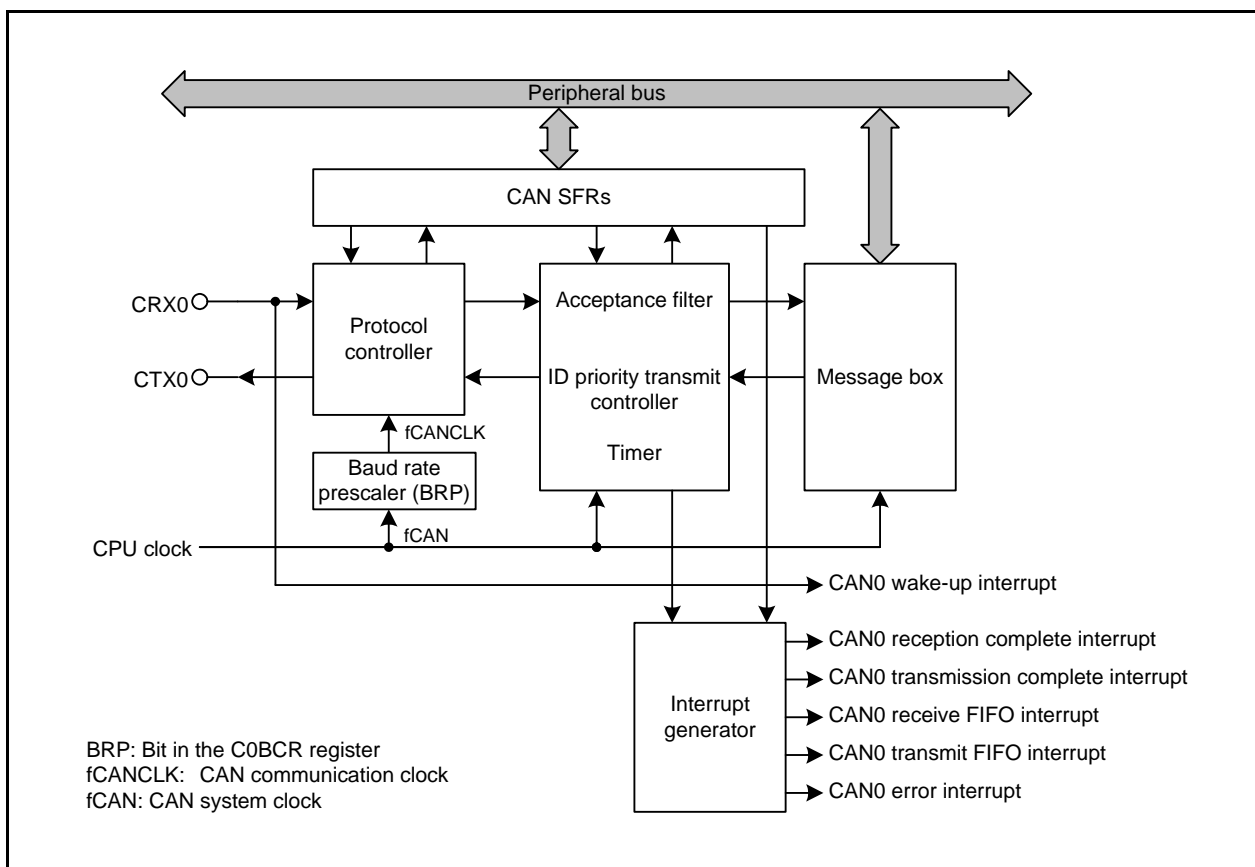 Peripheral bus
CAN SFRs
CRX0
CTX0
Protocol
controller
Acceptance filter
ID priority transmit
controller
Timer
Message box
fCANCLK
Baud rate
prescaler (BRP)
fCAN
CPU clock
CAN0 wake-up interrupt
Interrupt
generator
CAN0 reception complete interrupt
CAN0 transmission complete interrupt
CAN0 receive FIFO interrupt
CAN0 transmit FIFO interrupt
CAN0 error interrupt
BRP: Bit in the C0BCR register
fCANCLK: CAN communication clock
fCAN: CAN system clock